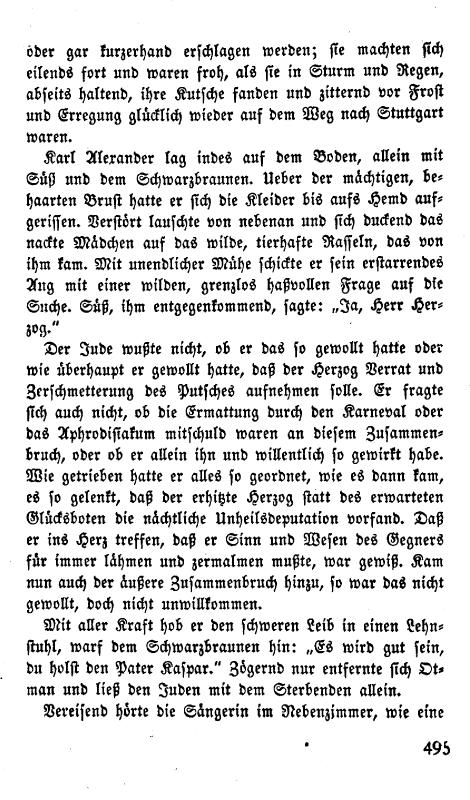 oder gar kurzerhand erschlagen werden; sie machten sich
eilends fort und waren froh, als sie in Sturm und Regen,
abseits haltend, ihre Kutsche fanden und zitternd vor Frost
und Erregung glücklich wieder auf dem Weg nach Stuttgart
waren.
Karl Alexander lag indes auf dem Boden, allein mit
Süß und dem Schwarzbraunen. Ueber der mächtigen, be-
haarten Brust hatte er sich die Kleider bis aufs Hemd auf-
gerissen. Verstört lauschte von nebenan und sich duckend das
nackte Mädchen auf das wilde, tierhafte Rasseln, das von
ihm kam. Mit unendlicher Mühe schickte er sein erstarrendes
Aug mit einer wilden, grenzlos haßvollen Frage auf die
Suche. Süß, ihm entgegenkommend, sagte: „Ja, Herr Her-
zog.“
Der Jude wußte nicht, ob er das so gewollt hatte oder
wie überhaupt er gewollt hatte, daß der Herzog Verrat und
Zerschmetterung des Putsches aufnehmen solle. Er fragte
sich auch nicht, ob die Ermattung durch den Karneval oder
das Aphrodisiakum mitschuld waren an diesem Zusammen-
bruch, oder ob er allein ihn und willentlich so gewirkt habe.
Wie getrieben hatte er alles so geordnet, wie es dann kam,
es so gelenkt, daß der erhitzte Herzog statt des erwarteten
Glücksboten die nächtliche Unheilsdeputation vorfand. Daß
er ins Herz treffen, daß er Sinn und Wesen des Gegners
für immer lähmen und zermalmen mußte, war gewiß. Kam
nun auch der äußere Zusammenbruch hinzu, so war das nicht
gewollt, doch nicht unwillkommen.
Mit aller Kraft hob er den schweren Leib in einen Lehn-
stuhl, warf dem Schwarzbraunen hin: „Es wird gut sein,
du holst den Pater Kaspar.“ Zögernd nur entfernte sich Ot-
man und ließ den Juden mit dem Sterbenden allein.
Vereisend hörte die Sängerin im Nebenzimmer, wie eine
495